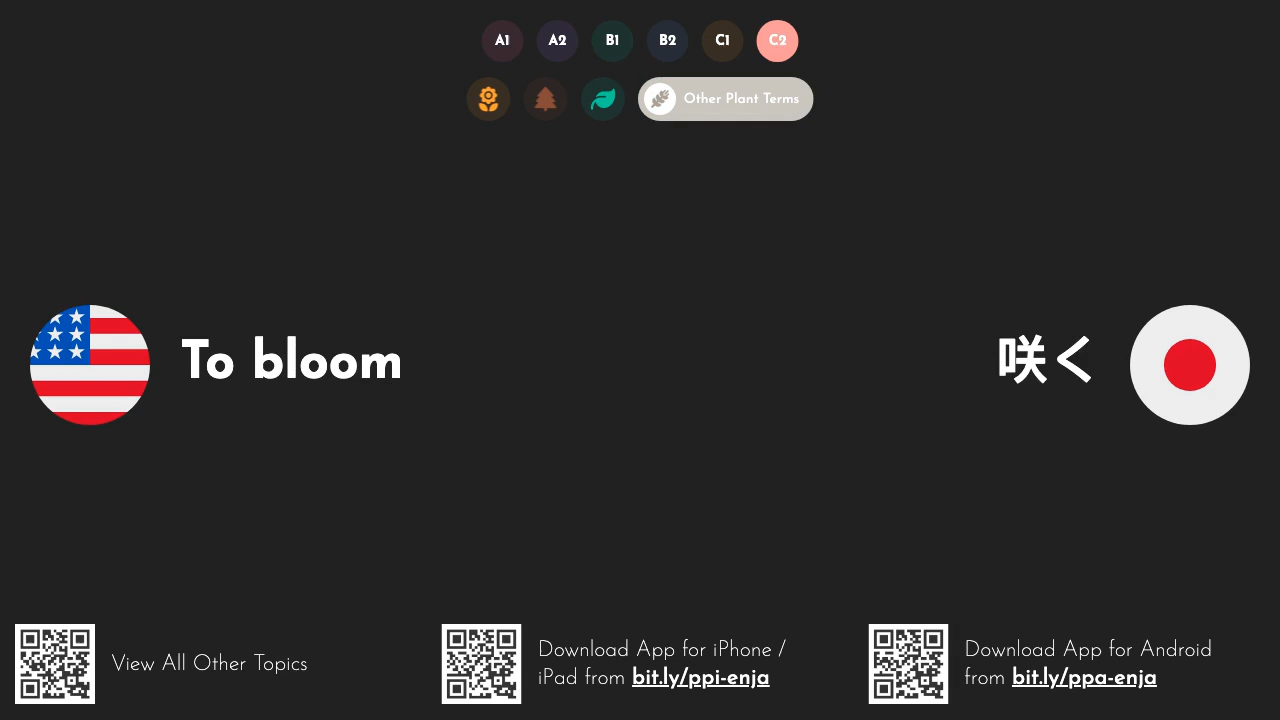 A1 A2 B1 B2 C1 C2
Other Plant Terms
To bloom
咲く
View All Other Topics
Download App for iPhone /
iPad from bit.ly/ppi-enja
Download App for Android
from bit.ly/ppa-enja